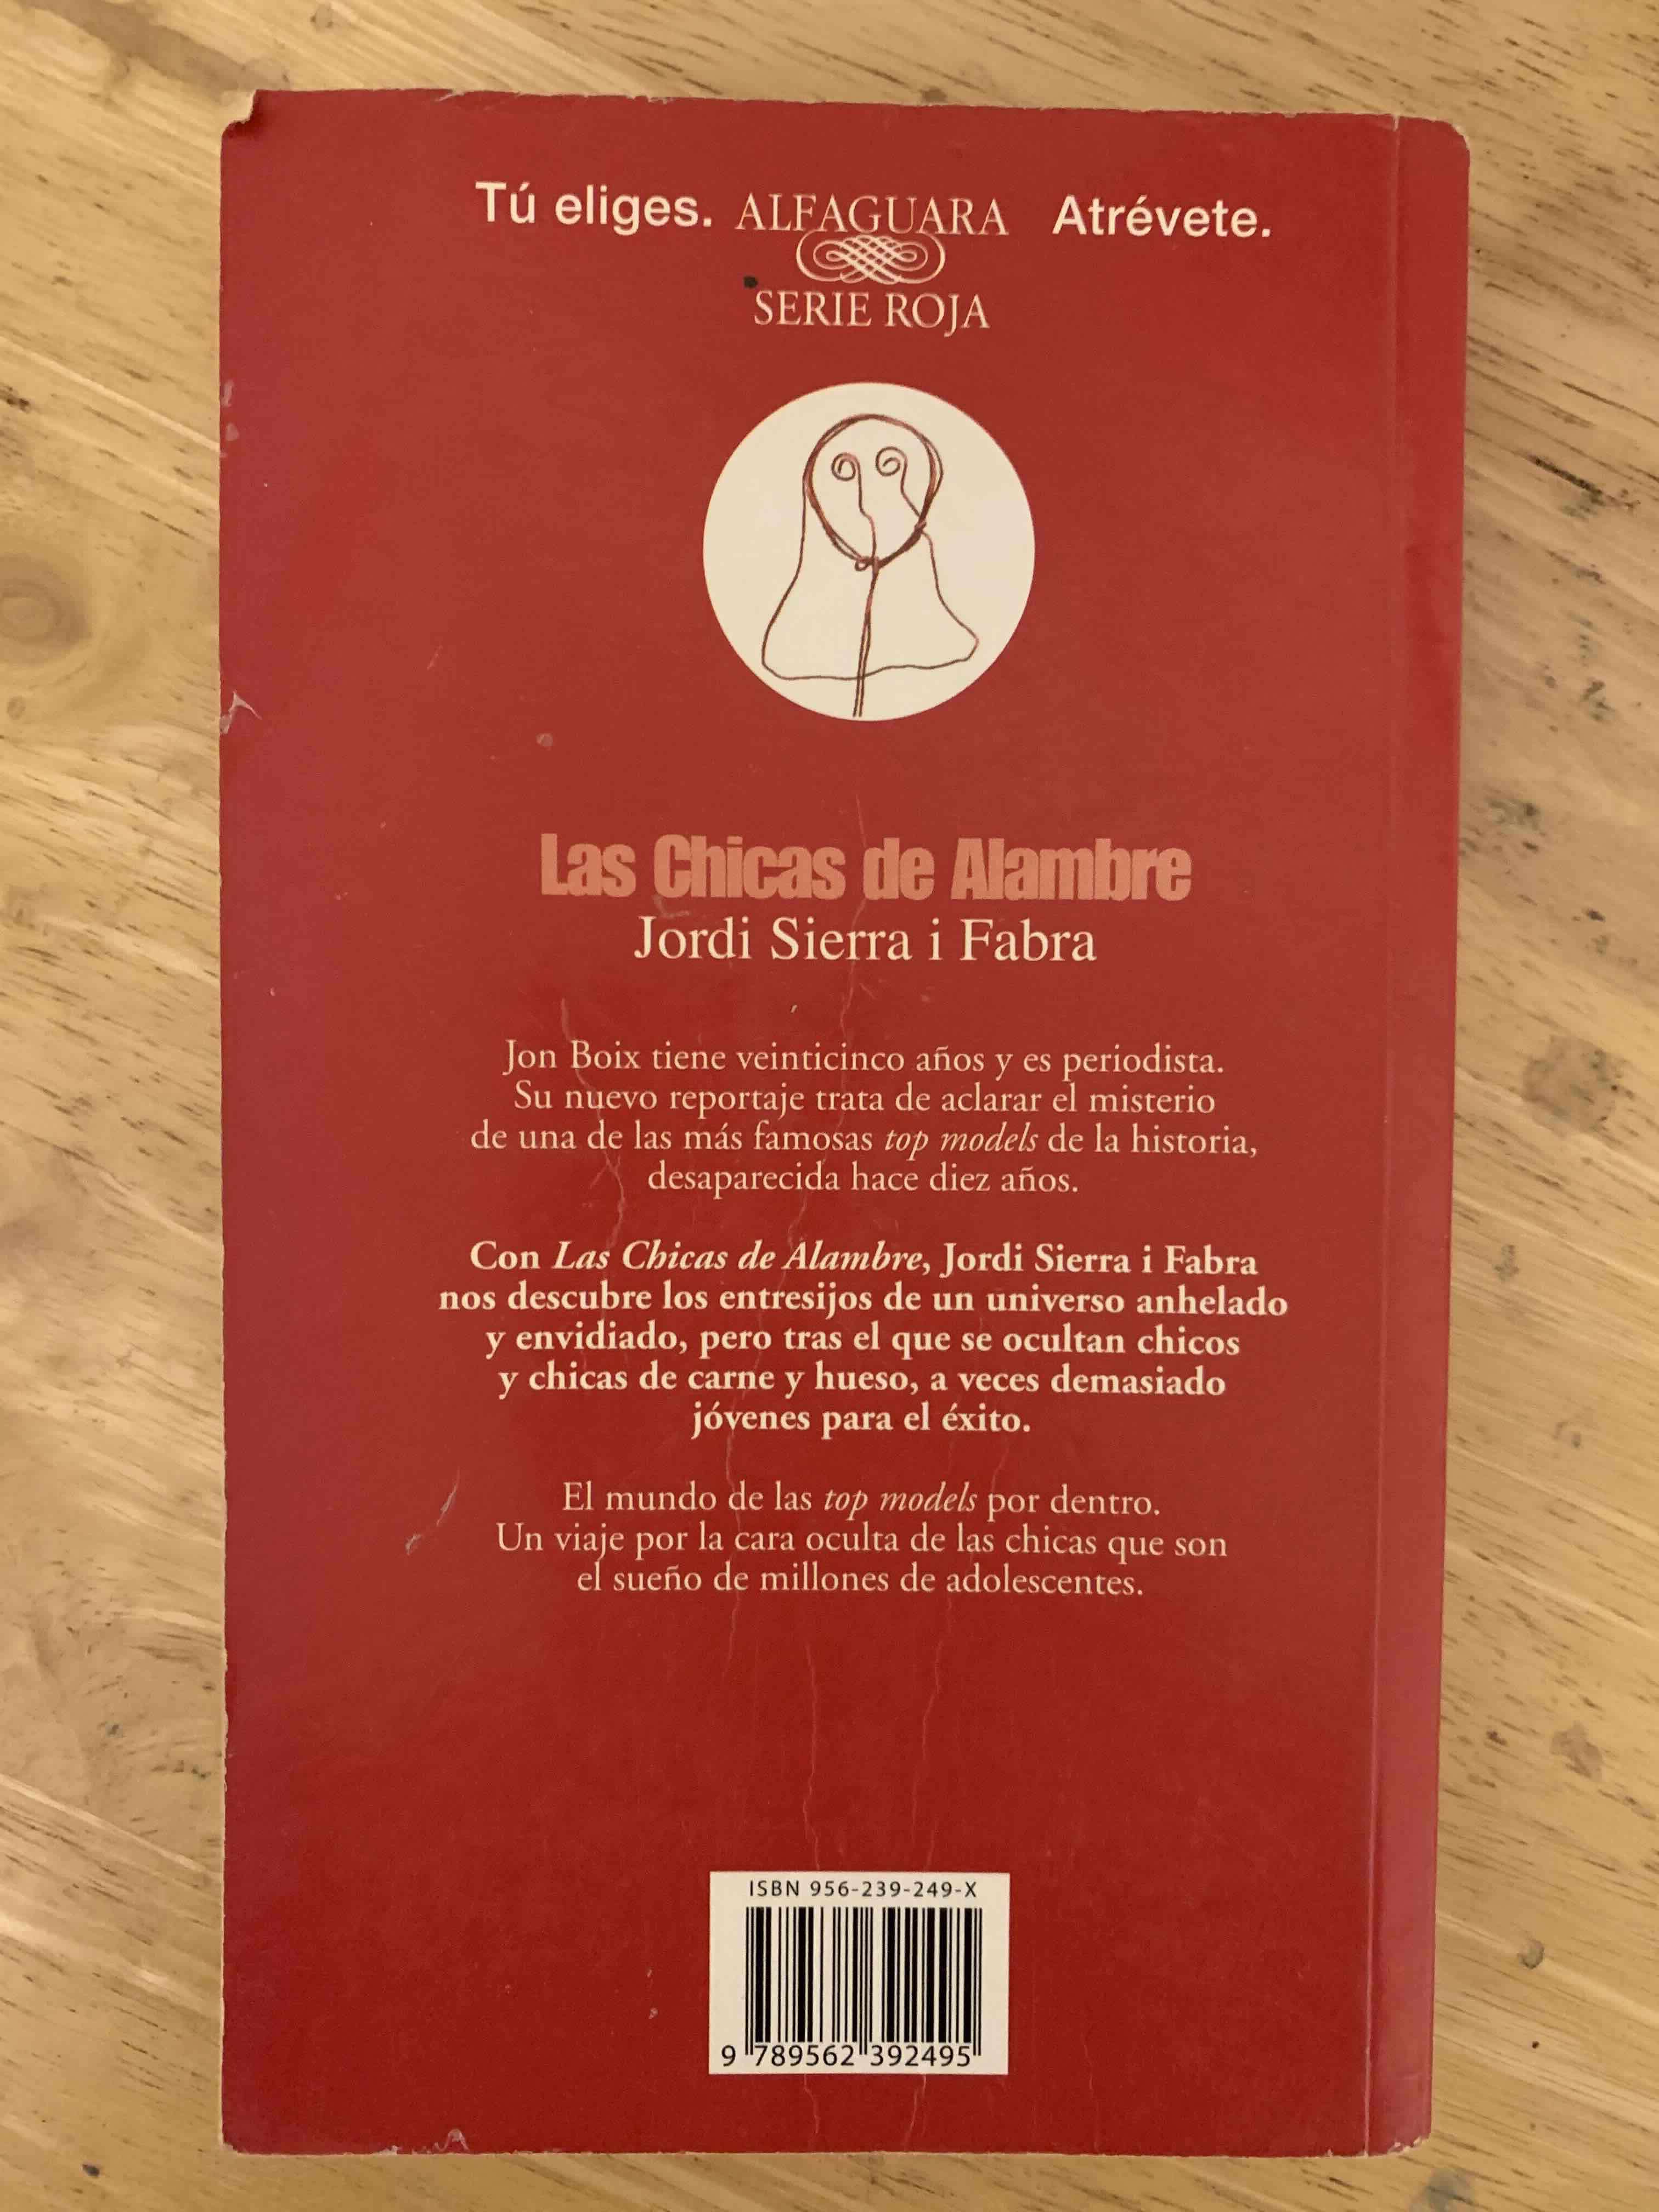 Tú eliges. ALFAGUARA Atrévete.
SERIE ROJA
Las Chicas de Alambre
Jordi Sierra i Fabra
Jon Boix tiene veinticinco años y es periodista.
Su nuevo reportaje trata de aclarar el misterio
de una de las más famosas top models de la historia,
desaparecida hace diez años.
Con Las Chicas de Alambre, Jordi Sierra i Fabra
nos descubre los entresijos de un universo anhelado
y envidiado, pero tras el que se ocultan chicos
y chicas de carne y hueso, a veces demasiado
jóvenes para el éxito.
El mundo de las top models por dentro.
Un viaje por la cara oculta de las chicas que son
el sueño de millones de adolescentes.
ISBN 956-239-249-X
9 789562 392495